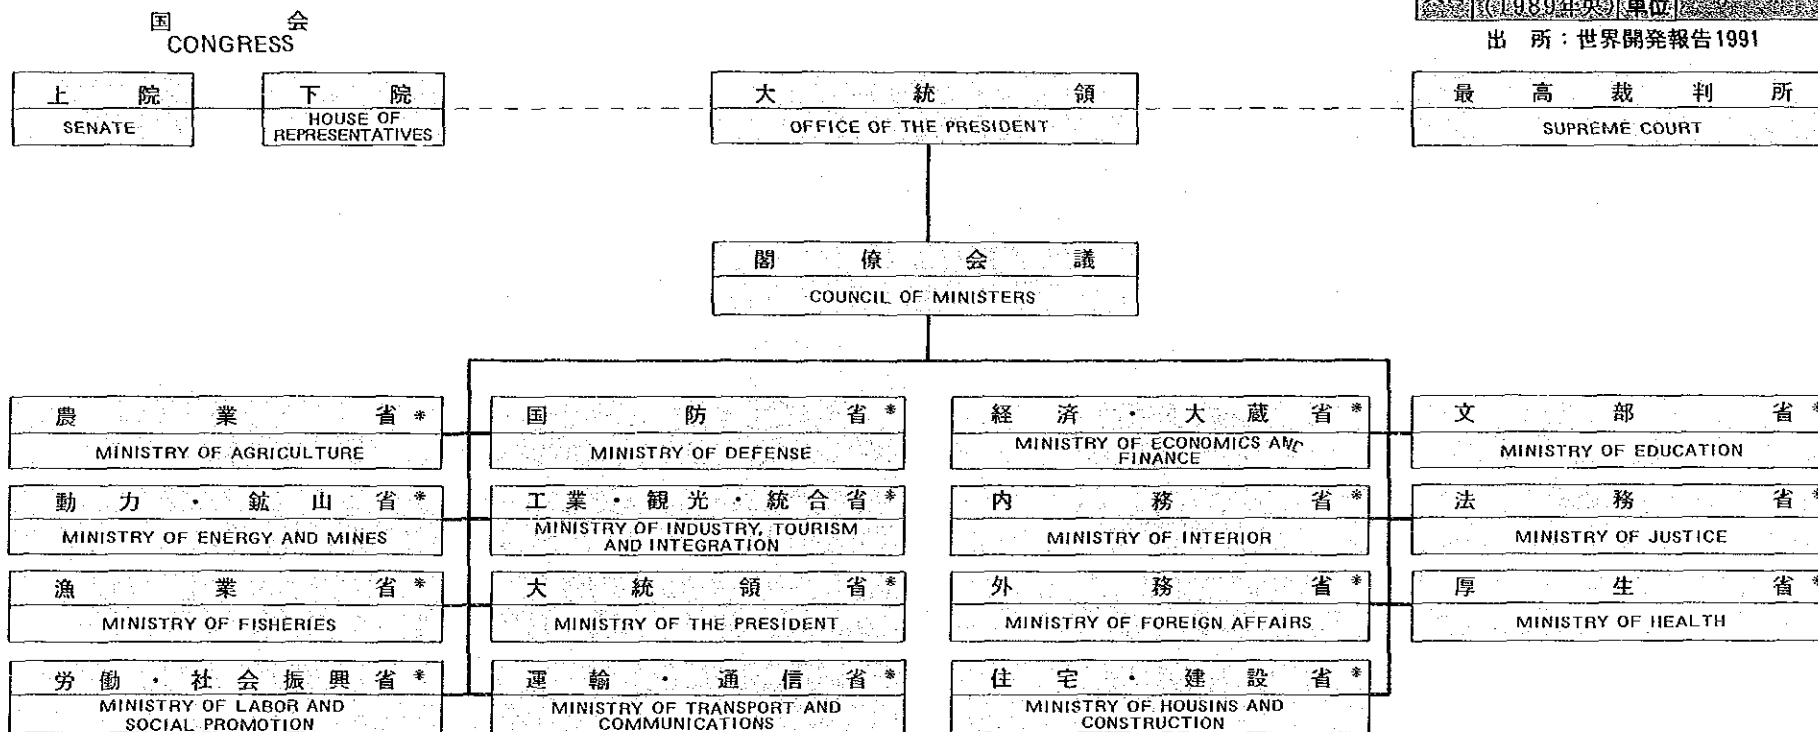 (1989年央) 単位
出 所：世界開発報告1991
国 会
CONGRESS
上 院
SENATE
下 院
HOUSE OF
REPRESENTATIVES
大 統 領
OFFICE OF THE PRESIDENT
最 高 裁 判 所
SUPREME COURT
閣 僚 会 議
COUNCIL OF MINISTERS
農 業 省 *
MINISTRY OF AGRICULTURE
国 防 省 *
MINISTRY OF DEFENSE
経 済 ・ 大 蔵 省 *
MINISTRY OF ECONOMICS AND
FINANCE
文 部 省 *
MINISTRY OF EDUCATION
動 力 ・ 鉱 山 省 *
MINISTRY OF ENERGY AND MINES
工 業 ・ 観 光 ・ 統 合 省 *
MINISTRY OF INDUSTRY, TOURISM
AND INTEGRATION
内 務 省 *
MINISTRY OF INTERIOR
法 務 省 *
MINISTRY OF JUSTICE
漁 業 省 *
MINISTRY OF FISHERIES
大 統 領 省 *
MINISTRY OF THE PRESIDENT
外 務 省 *
MINISTRY OF FOREIGN AFFAIRS
厚 生 省 *
MINISTRY OF HEALTH
労 働 ・ 社 会 振 興 省 *
MINISTRY OF LABOR AND
SOCIAL PROMOTION
運 輸 ・ 通 信 省 *
MINISTRY OF TRANSPORT AND
COMMUNICATIONS
住 宅 ・ 建 設 省 *
MINISTRY OF HOUSINS AND
CONSTRUCTION